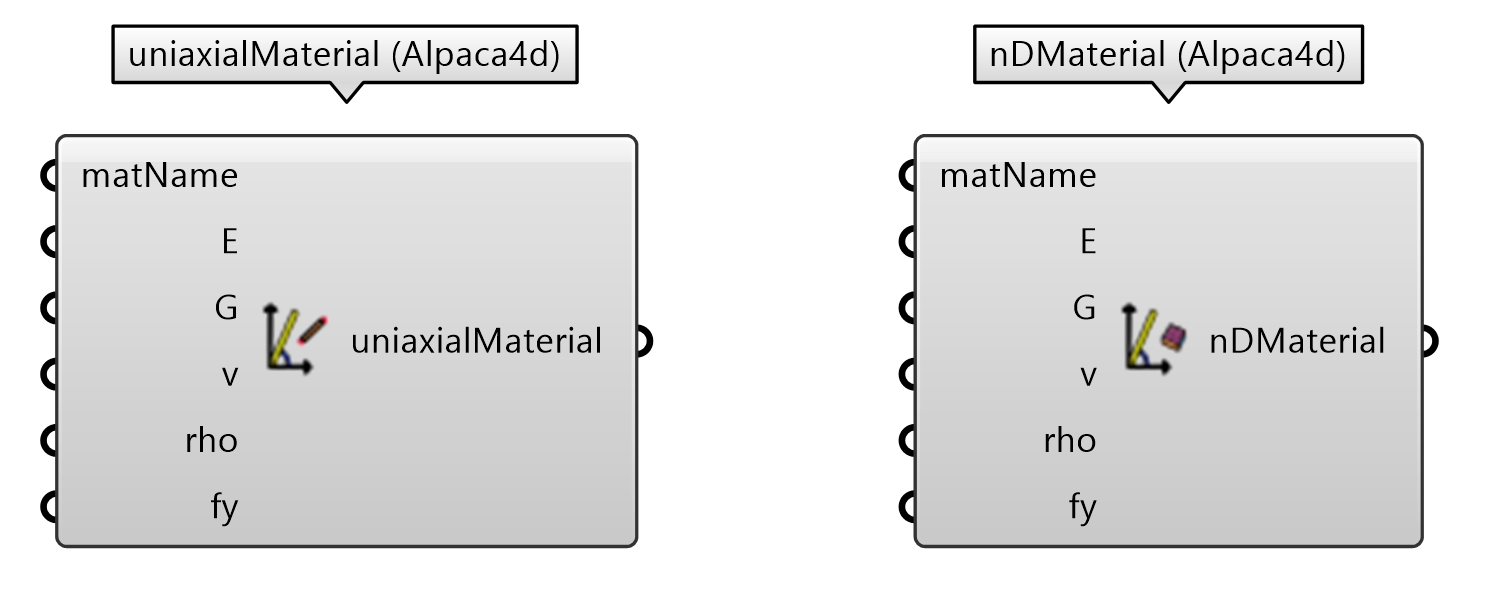 uniaxialMaterial (Alpaca4d)
matName
E
G
v
rho
fy
uniaxialMaterial
nDMaterial (Alpaca4d)
matName
E
G
v
rho
fy
nDMaterial